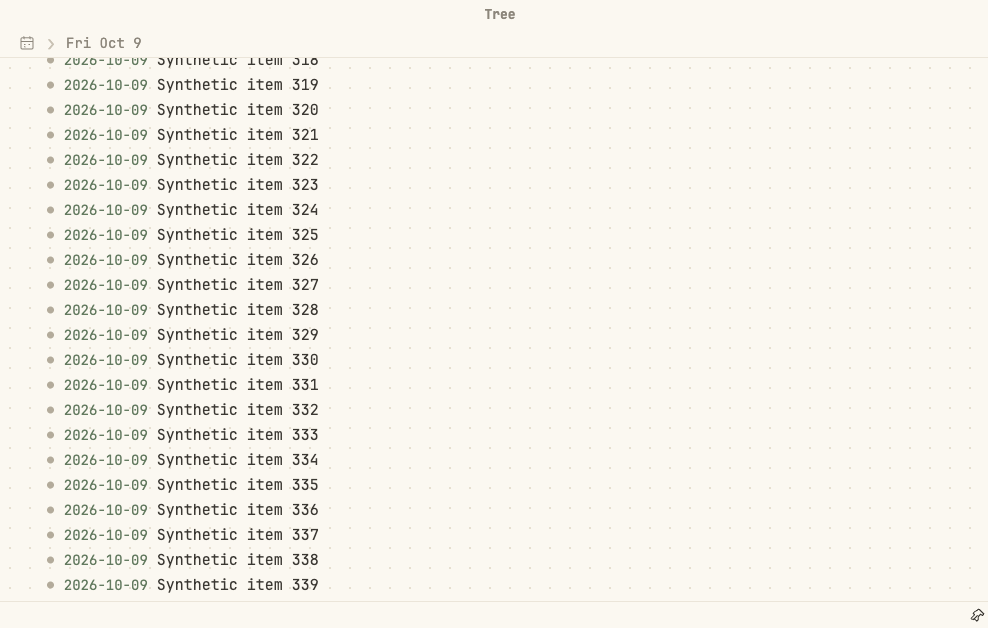 Tree
Fri Oct 9
2026-10-09 Synthetic item 318
2026-10-09 Synthetic item 319
2026-10-09 Synthetic item 320
2026-10-09 Synthetic item 321
2026-10-09 Synthetic item 322
2026-10-09 Synthetic item 323
2026-10-09 Synthetic item 324
2026-10-09 Synthetic item 325
2026-10-09 Synthetic item 326
2026-10-09 Synthetic item 327
2026-10-09 Synthetic item 328
2026-10-09 Synthetic item 329
2026-10-09 Synthetic item 330
2026-10-09 Synthetic item 331
2026-10-09 Synthetic item 332
2026-10-09 Synthetic item 333
2026-10-09 Synthetic item 334
2026-10-09 Synthetic item 335
2026-10-09 Synthetic item 336
2026-10-09 Synthetic item 337
2026-10-09 Synthetic item 338
2026-10-09 Synthetic item 339